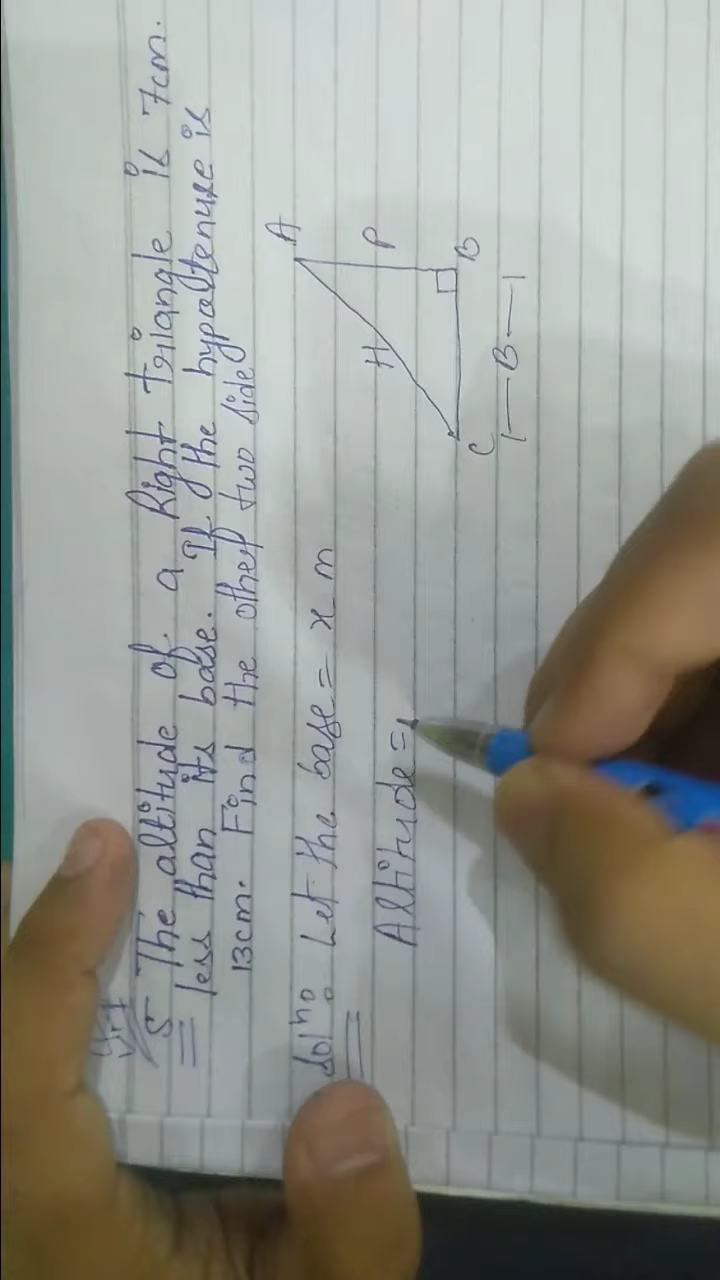 5 The altitude of a Right triangle is 7cm.
less than its base. If the hypotenuse is
13cm. Find the other two side
Solⁿ: Let the base = x m
Altitude =
A
P
H
B
C
|—B—|